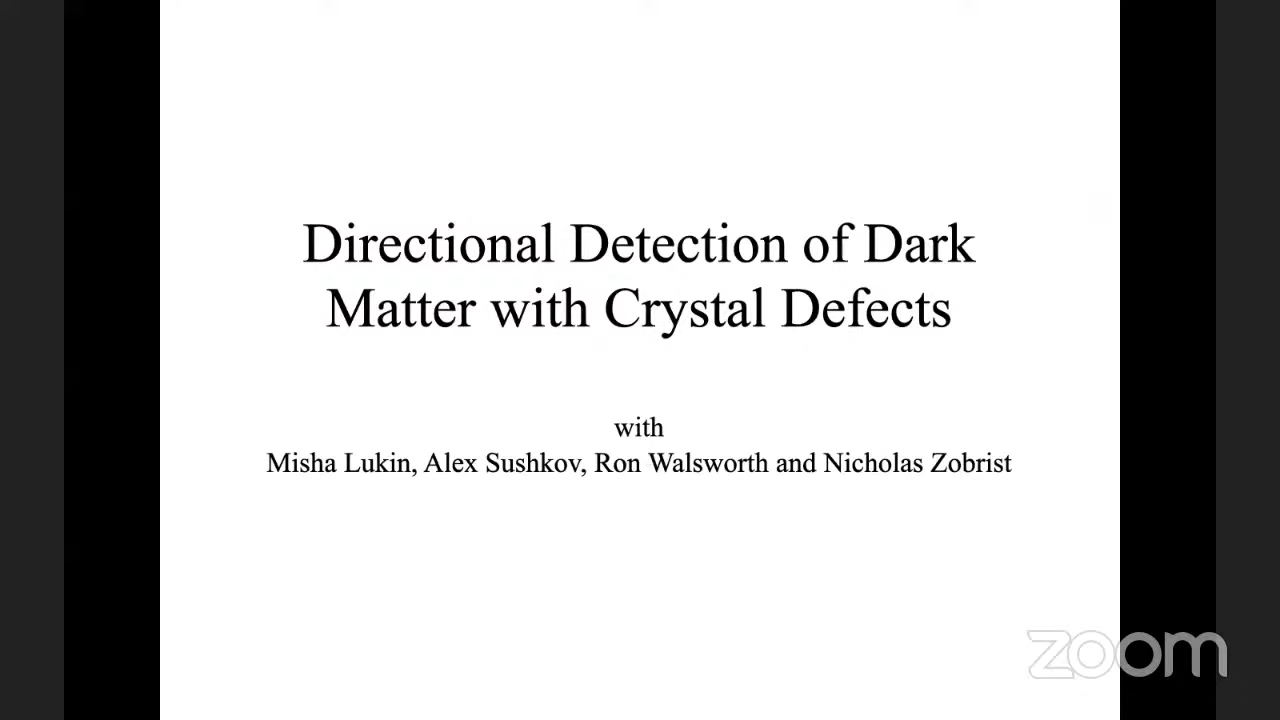 Directional Detection of Dark
Matter with Crystal Defects
with
Misha Lukin, Alex Sushkov, Ron Walsworth and Nicholas Zobrist
zoom